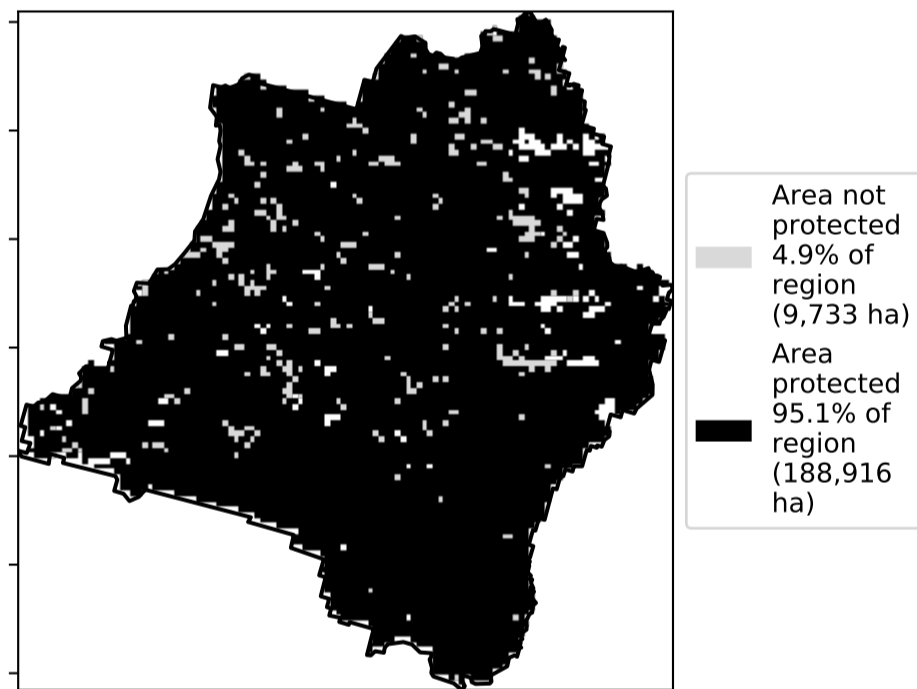 Area not
protected
4.9% of
region
(9,733 ha)
Area
protected
95.1% of
region
(188,916
ha)